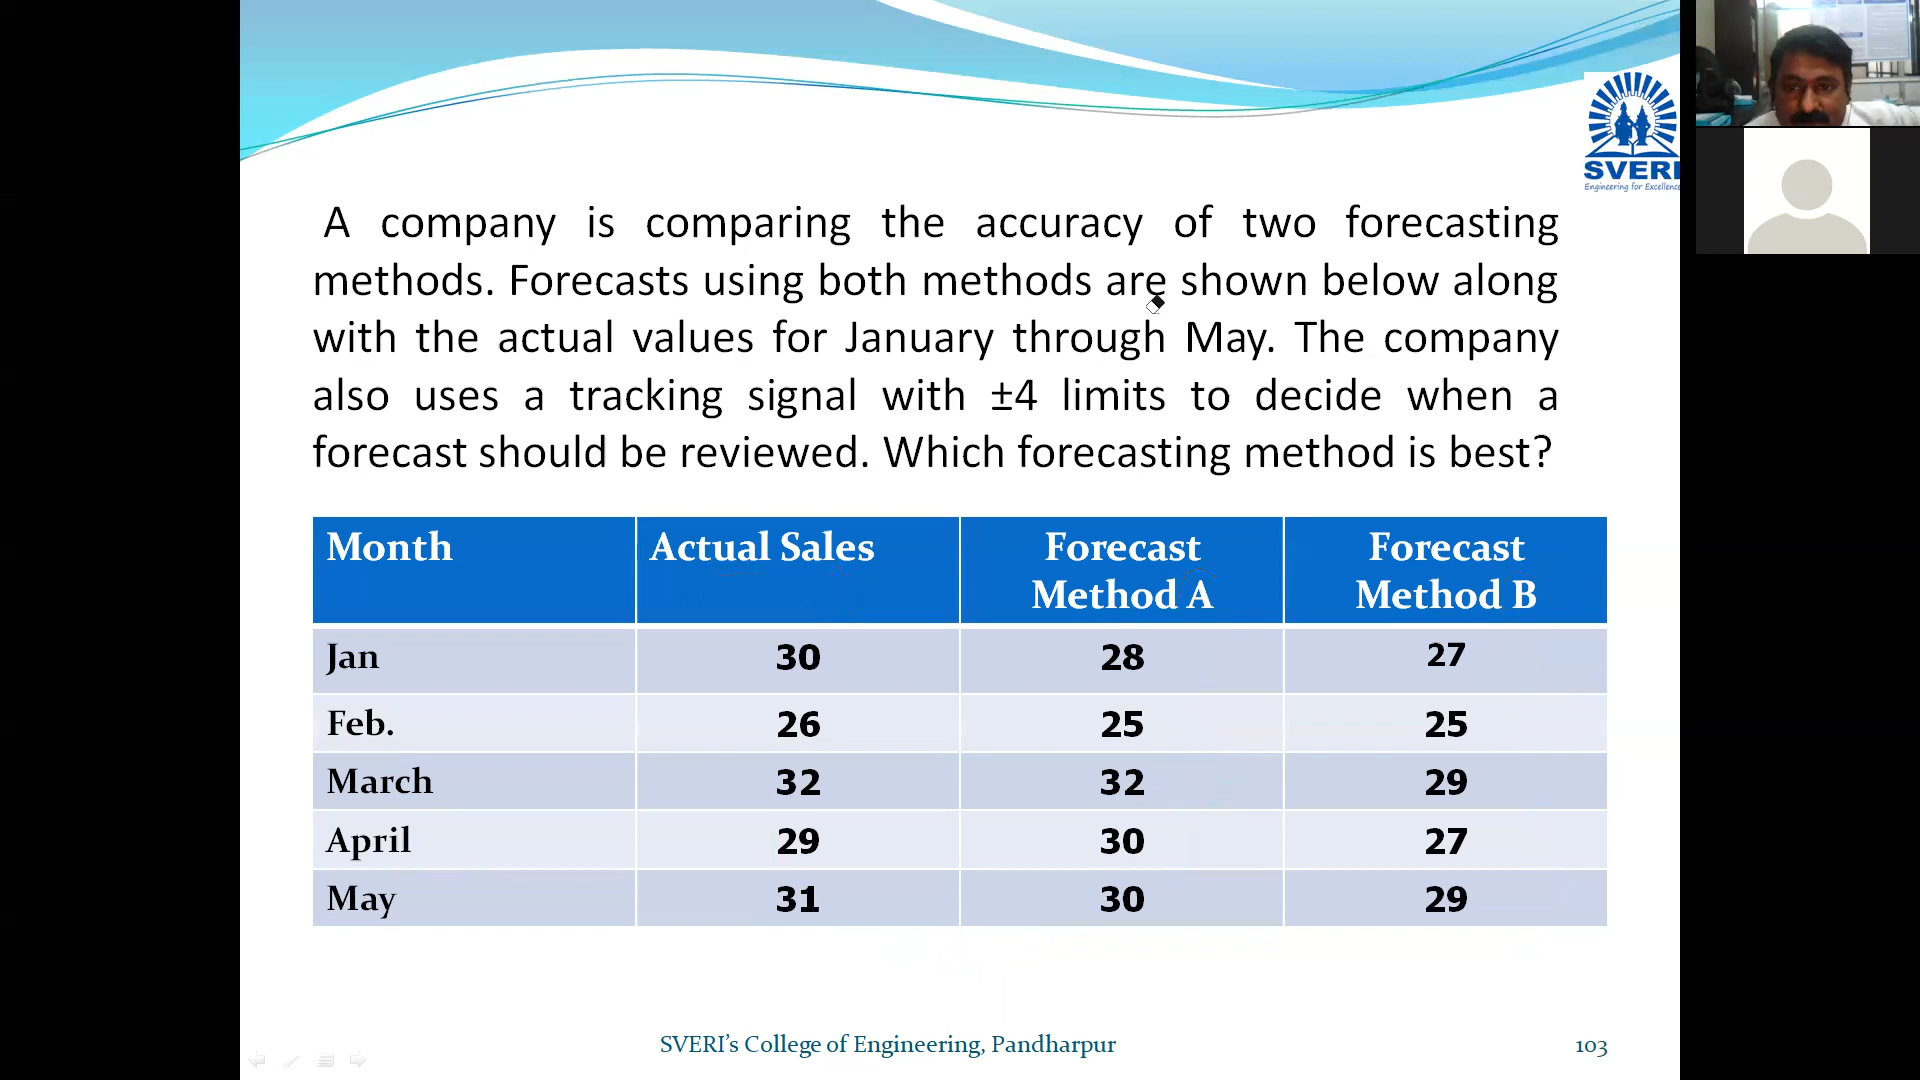 SVERI
Engineering for Excellence
A company is comparing the accuracy of two forecasting
methods. Forecasts using both methods are shown below along
with the actual values for January through May. The company
also uses a tracking signal with ±4 limits to decide when a
forecast should be reviewed. Which forecasting method is best?
Month Actual Sales Forecast Method A Forecast Method B
Jan 30 28 27
Feb. 26 25 25
March 32 32 29
April 29 30 27
May 31 30 29
SVERI's College of Engineering, Pandharpur 103